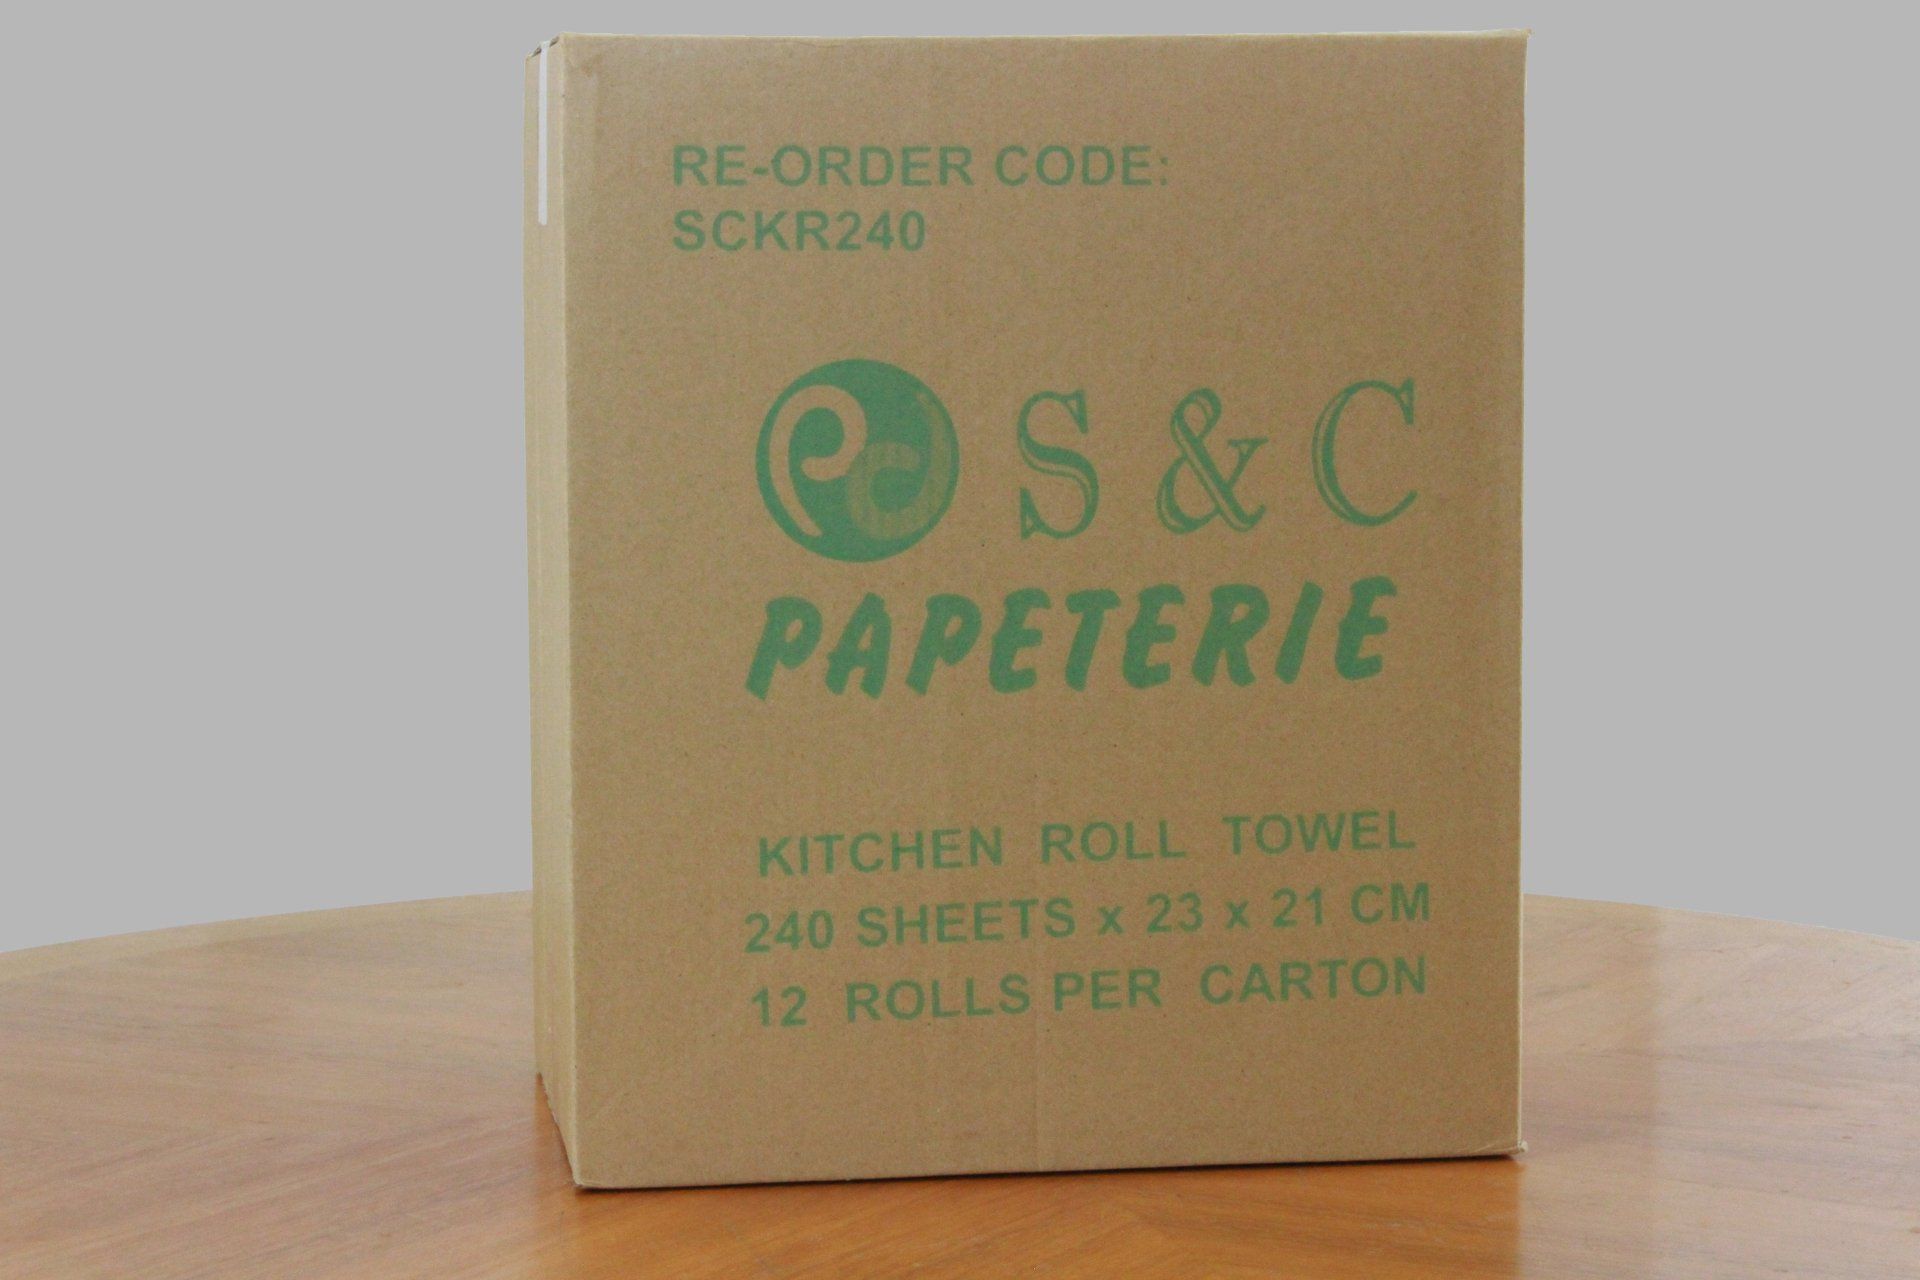 RE-ORDER CODE:
SCKR240
S & C
PAPETERIE
KITCHEN ROLL TOWEL
240 SHEETS x 23 x 21 CM
12 ROLLS PER CARTON